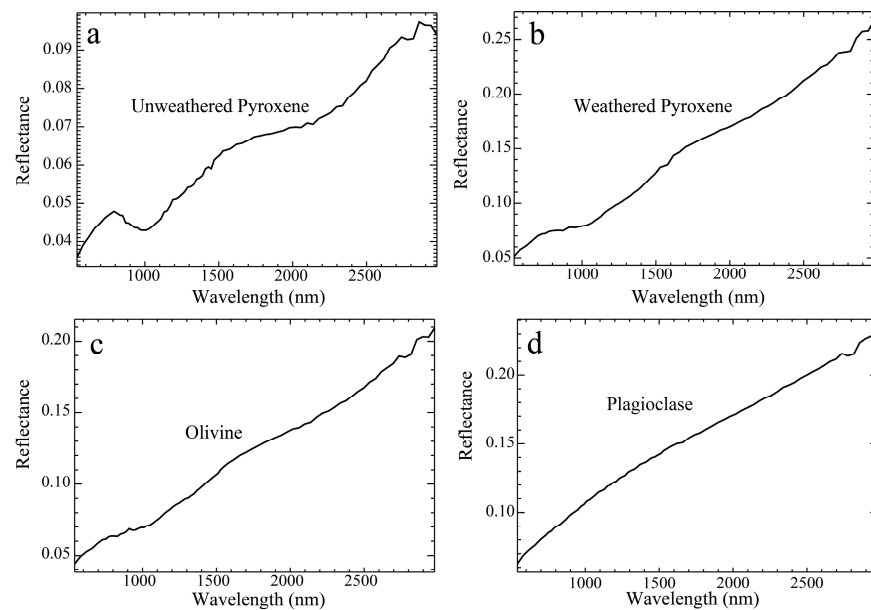 a
Unweathered Pyroxene
Reflectance
0.09
0.08
0.07
0.06
0.05
0.04
1000 1500 2000 2500
Wavelength (nm)
b
Weathered Pyroxene
Reflectance
0.25
0.20
0.15
0.10
0.05
1000 1500 2000 2500
Wavelength (nm)
c
Olivine
Reflectance
0.20
0.15
0.10
0.05
1000 1500 2000 2500
Wavelength (nm)
d
Plagioclase
Reflectance
0.20
0.15
0.10
1000 1500 2000 2500
Wavelength (nm)